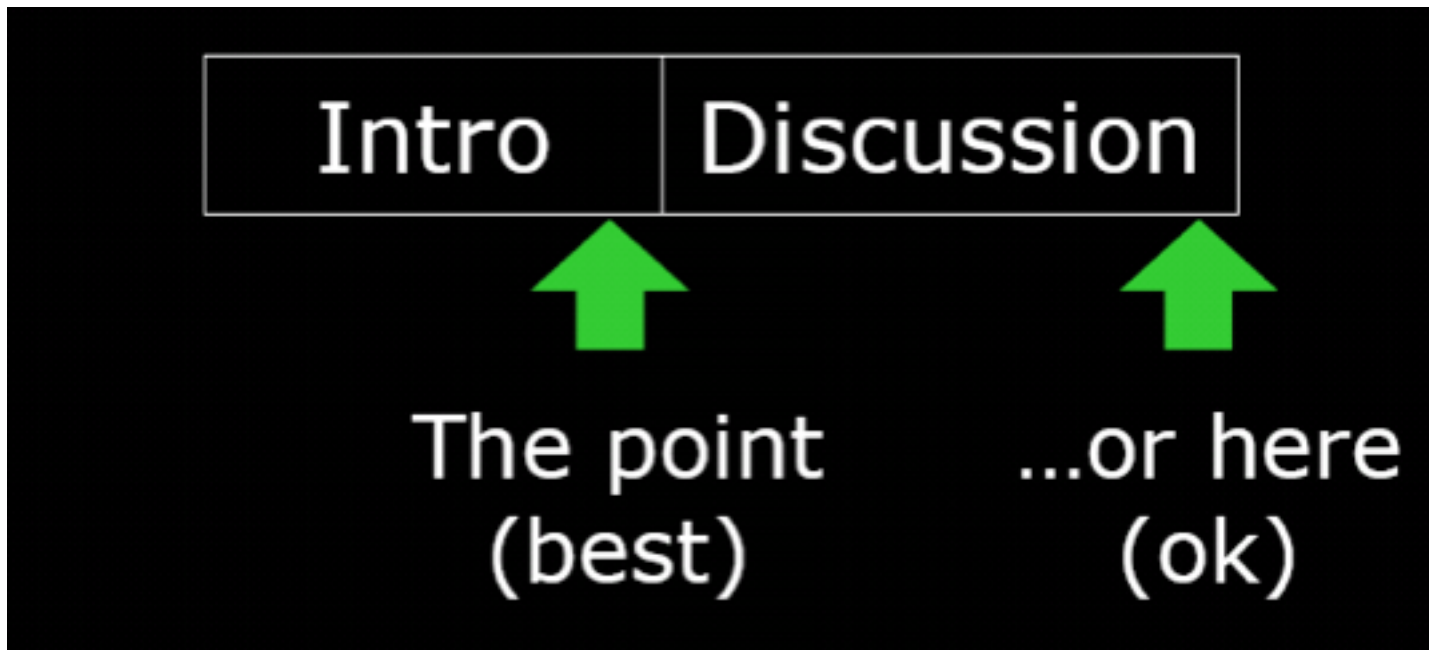 Intro
Discussion
The point
(best)
...or here
(ok)